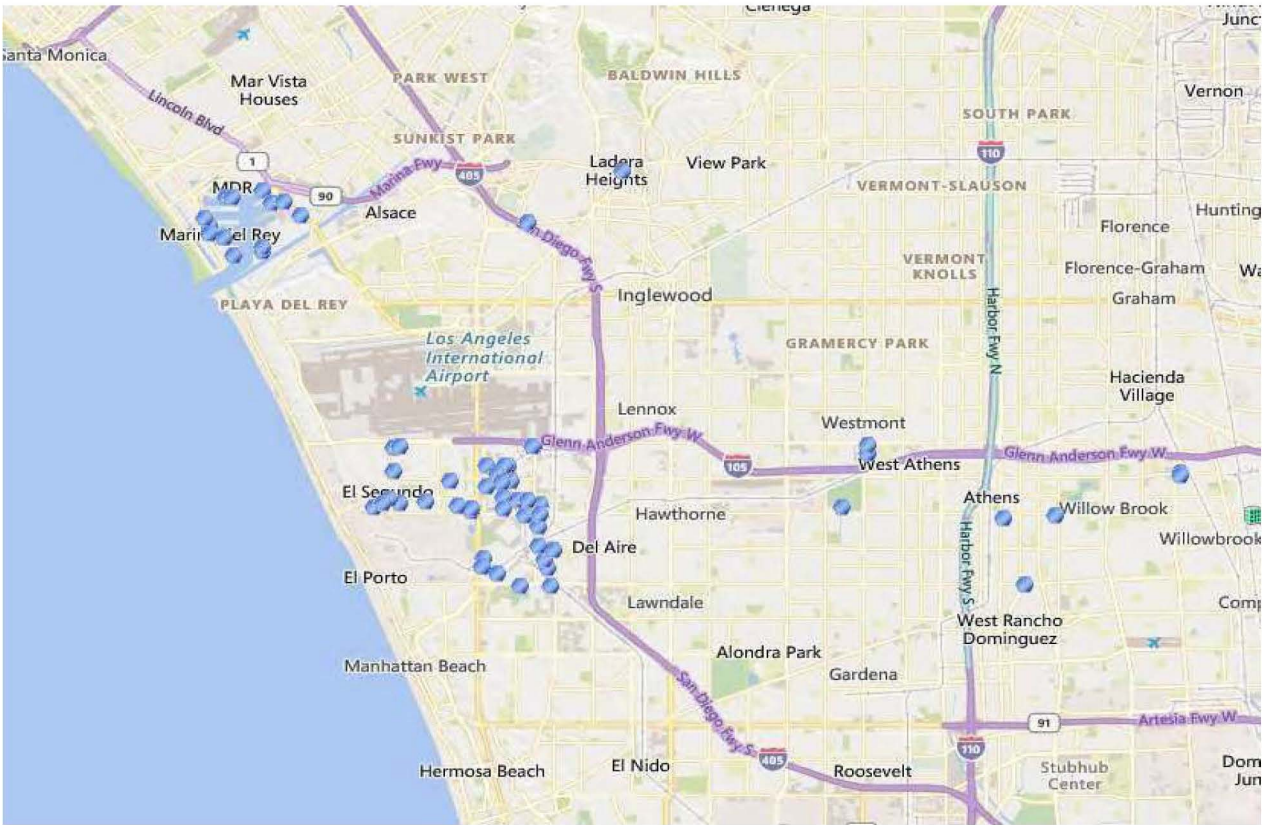 Santa Monica
Mar Vista
Houses
PARK WEST
BALDWIN HILLS
Vernon
Lincoln Blvd
SOUTH PARK
SUNKIST PARK
1
Marina Fwy
405
Ladera
Heights
View Park
110
MDR
90
Alsace
VERMONT-SLAUSON
Hunting
Marina del Rey
San Diego Fwy S
Florence
VERMONT
KNOLLS
Florence-Graham
PLAYA DEL REY
Inglewood
Graham
Harbor Fwy N
Los Angeles
International
Airport
GRAMERCY PARK
Hacienda
Village
Lennox
Westmont
Glenn Anderson Fwy W
105
West Athens
Glenn Anderson Fwy W
El Segundo
Hawthorne
Athens
Willow Brook
Willowbrook
Harbor Fwy S
Del Aire
El Porto
Lawndale
Comp
West Rancho
Dominguez
Alondra Park
Manhattan Beach
Gardena
San Diego Fwy S
91
Artesia Fwy W
405
110
Hermosa Beach
El Nido
Roosevelt
Stubhub
Center
Dom
Jun